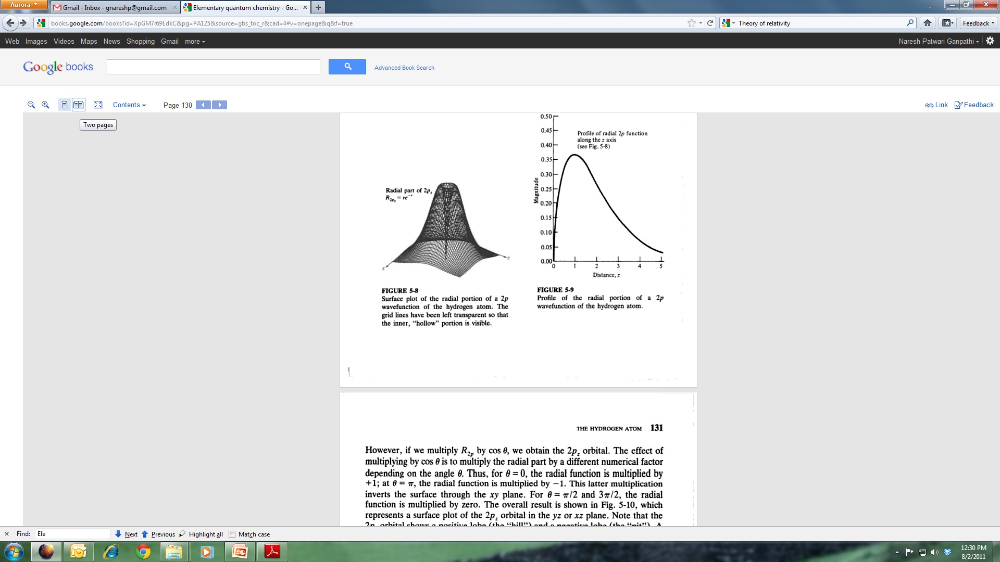 Aurora
Gmail - Inbox - gnareshp@gmail.com
Elementary quantum chemistry - Go...
books.google.com/books?id=XpGM7r69LdkC&pg=PA125&source=gbs_toc_r&cad=4#v=onepage&q&f=true
Theory of relativity
Feedback
Web Images Videos Maps News Shopping Gmail more
Naresh Patwari Ganpathi
Google books
Advanced Book Search
Contents
Page 130
Link
Feedback
Two pages
0.50
0.45
0.40
0.35
0.30
0.25
0.20
0.15
0.10
0.05
0.00
Magnitude
Profile of radial 2p function
along the z axis
(see Fig. 5-8)
0 1 2 3 4 5
Distance, z
Radial part of 2p_z
R_{2p_z} = re^{-r}
x
z
FIGURE 5-8
Surface plot of the radial portion of a 2p
wavefunction of the hydrogen atom. The
grid lines have been left transparent so that
the inner, “hollow” portion is visible.
FIGURE 5-9
Profile of the radial portion of a 2p
wavefunction of the hydrogen atom.
THE HYDROGEN ATOM 131
However, if we multiply R_{2p} by cos θ, we obtain the 2p_z orbital. The effect of
multiplying by cos θ is to multiply the radial part by a different numerical factor
depending on the angle θ. Thus, for θ = 0, the radial function is multiplied by
+1; at θ = π, the radial function is multiplied by −1. This latter multiplication
inverts the surface through the xy plane. For θ = π/2 and 3π/2, the radial
function is multiplied by zero. The overall result is shown in Fig. 5-10, which
represents a surface plot of the 2p_z orbital in the yz or xz plane. Note that the
2p_z orbital shows a positive lobe (the “hill”) and a negative lobe (the “pit”). A
Find: Ele Next Previous Highlight all Match case
12:30 PM
8/2/2011